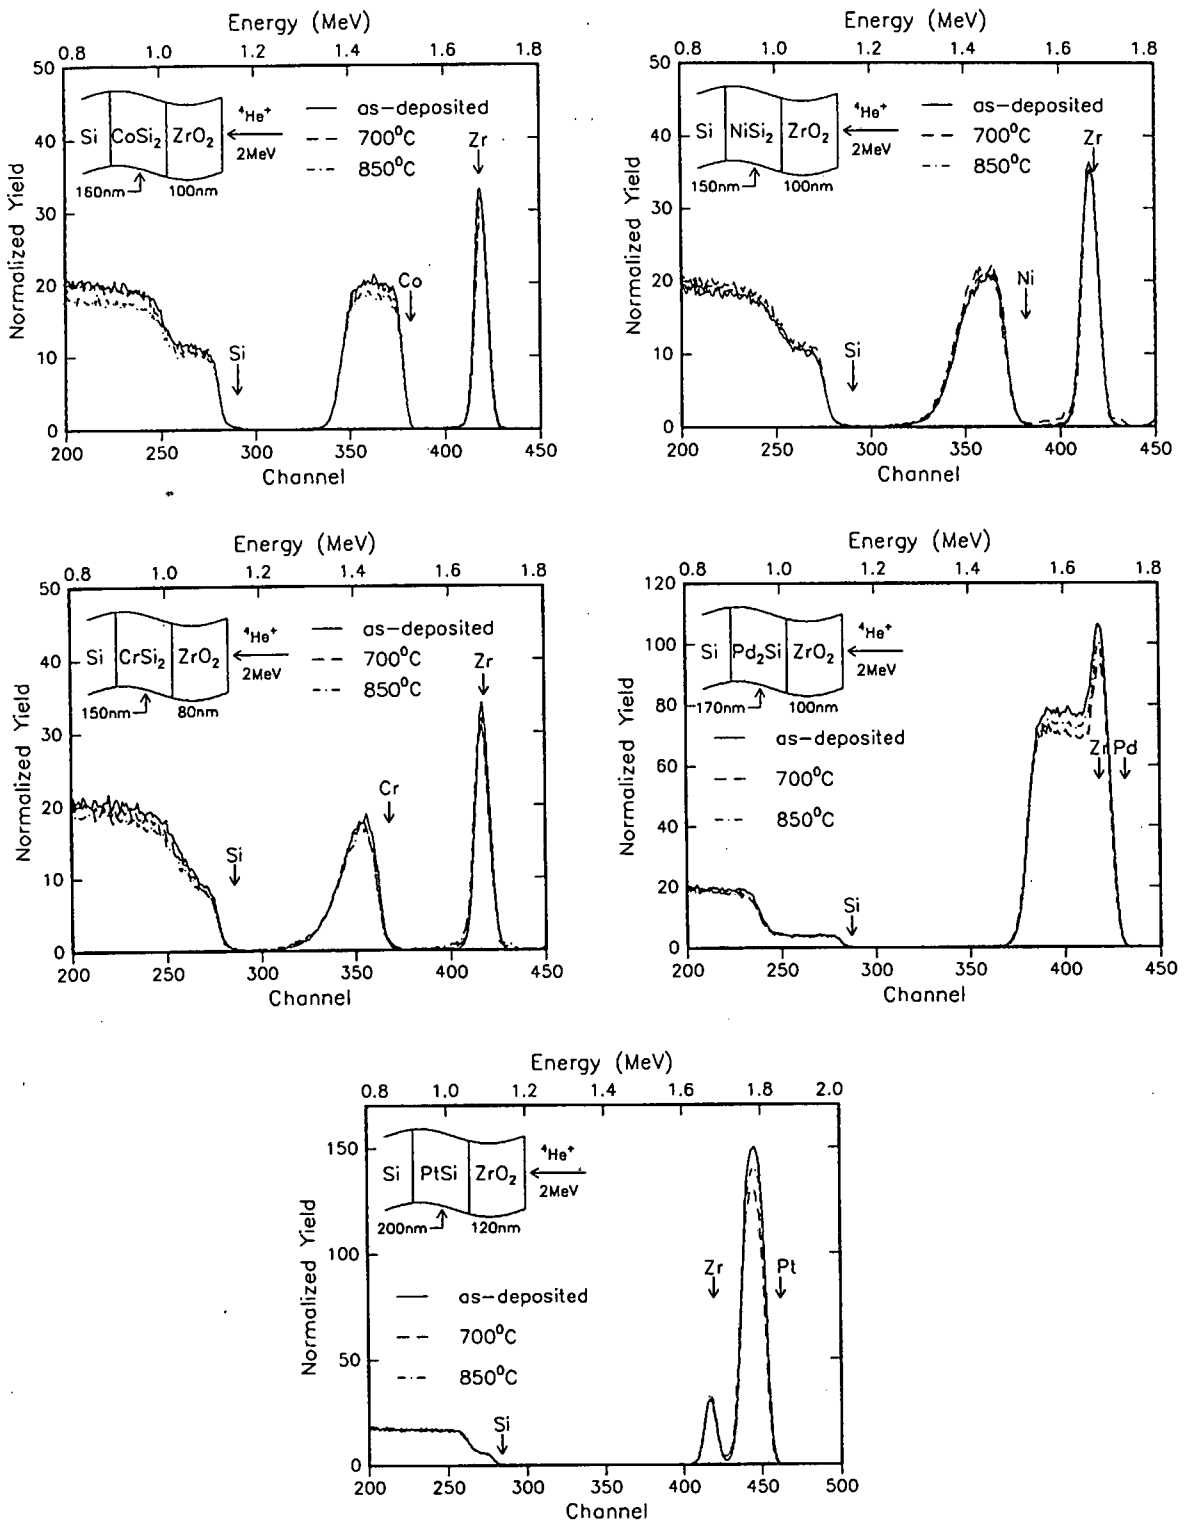 Energy (MeV)
0.8 1.0 1.2 1.4 1.6 1.8
50
40
30
20
10
0
Normalized Yield
Si CoSi₂ ZrO₂
⁴He⁺
2MeV
160nm 100nm
as-deposited
700⁰C
850⁰C
Zr
Co
Si
200 250 300 350 400 450
Channel
Energy (MeV)
0.8 1.0 1.2 1.4 1.6 1.8
50
40
30
20
10
0
Normalized Yield
Si NiSi₂ ZrO₂
⁴He⁺
2MeV
150nm 100nm
as-deposited
700⁰C
850⁰C
Zr
Ni
Si
200 250 300 350 400 450
Channel
Energy (MeV)
0.8 1.0 1.2 1.4 1.6 1.8
50
40
30
20
10
0
Normalized Yield
Si CrSi₂ ZrO₂
⁴He⁺
2MeV
150nm 80nm
as-deposited
700⁰C
850⁰C
Zr
Cr
Si
200 250 300 350 400 450
Channel
Energy (MeV)
0.8 1.0 1.2 1.4 1.6 1.8
120
100
80
60
40
20
0
Normalized Yield
Si Pd₂Si ZrO₂
⁴He⁺
2MeV
170nm 100nm
as-deposited
700⁰C
850⁰C
Zr Pd
Si
200 250 300 350 400 450
Channel
Energy (MeV)
0.8 1.0 1.2 1.4 1.6 1.8 2.0
150
100
50
0
Normalized Yield
Si PtSi ZrO₂
⁴He⁺
2MeV
200nm 120nm
as-deposited
700⁰C
850⁰C
Zr Pt
Si
200 250 300 350 400 450 500
Channel